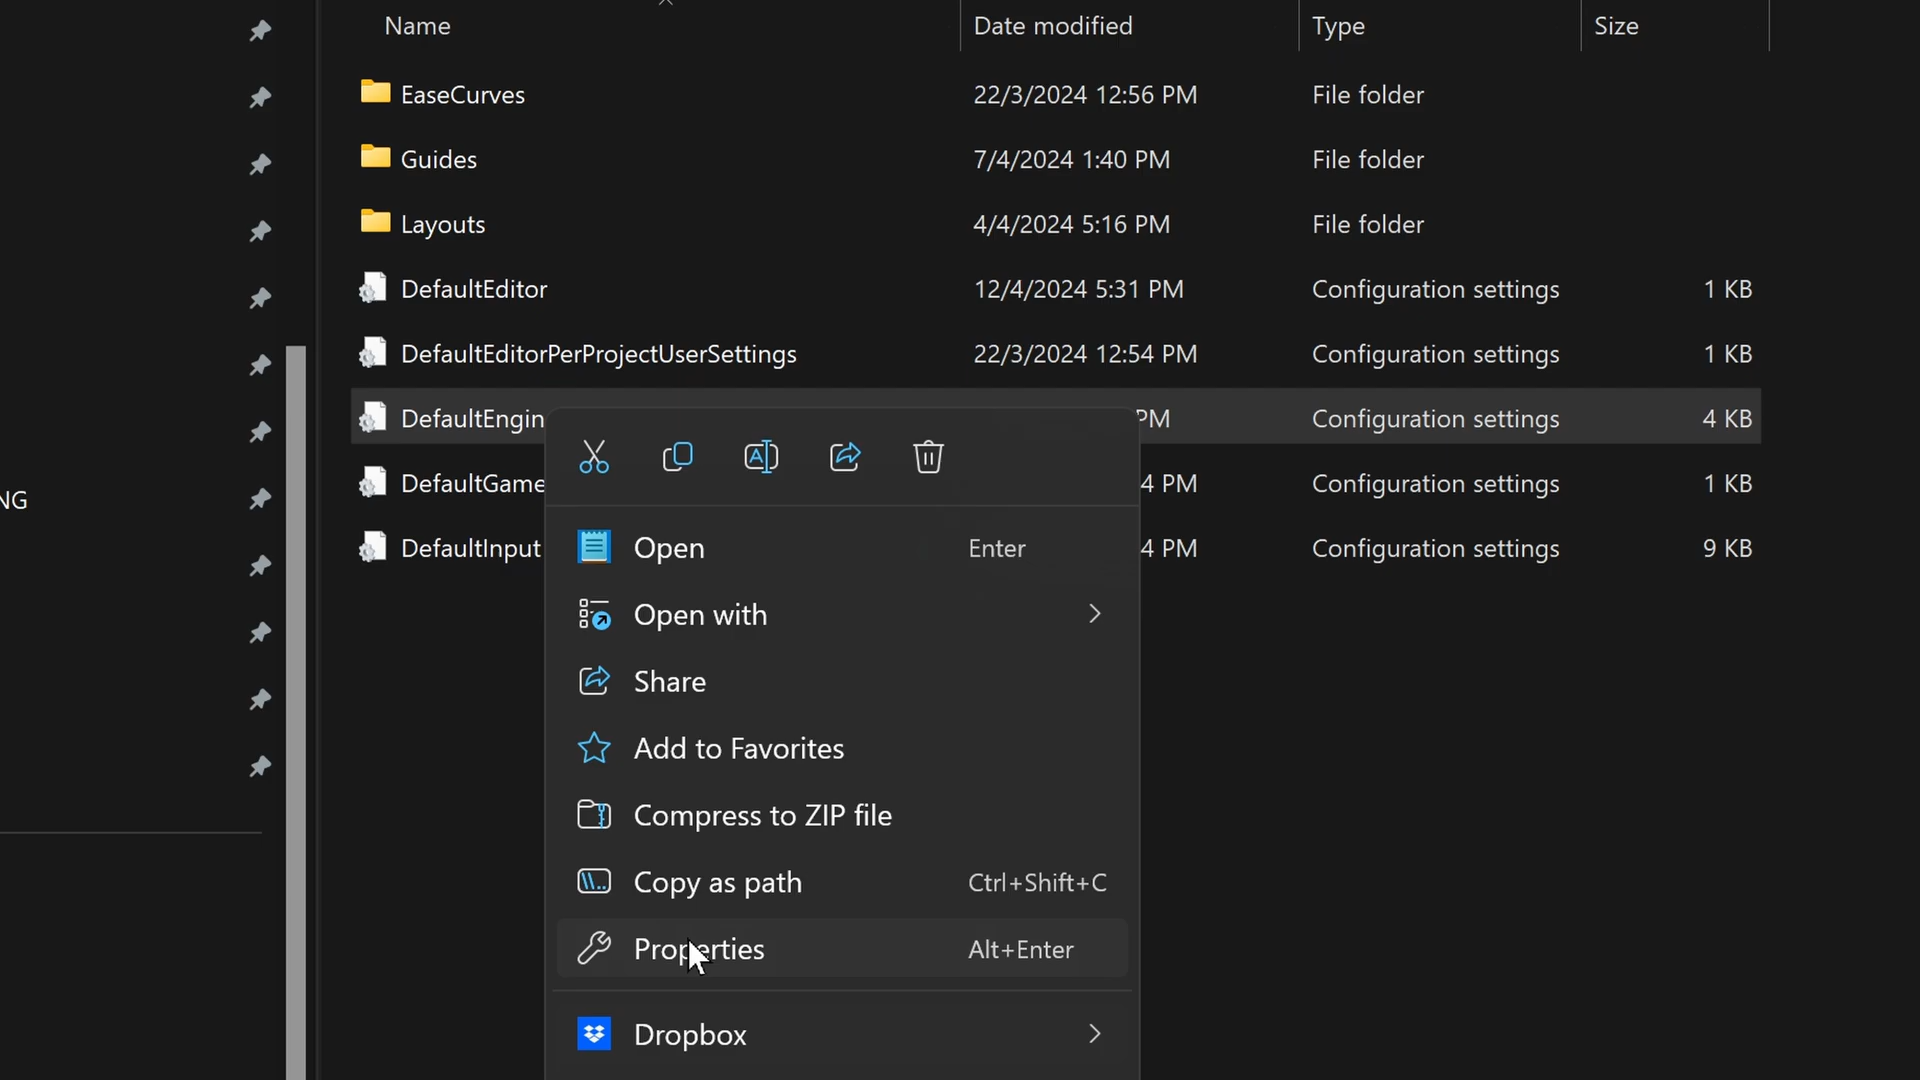 Name Date modified Type Size
EaseCurves 22/3/2024 12:56 PM File folder
Guides 7/4/2024 1:40 PM File folder
Layouts 4/4/2024 5:16 PM File folder
DefaultEditor 12/4/2024 5:31 PM Configuration settings 1 KB
DefaultEditorPerProjectUserSettings 22/3/2024 12:54 PM Configuration settings 1 KB
DefaultEngin PM Configuration settings 4 KB
DefaultGame 4 PM Configuration settings 1 KB
NG
DefaultInput 4 PM Configuration settings 9 KB
Open Enter
Open with
Share
Add to Favorites
Compress to ZIP file
Copy as path Ctrl+Shift+C
Properties Alt+Enter
Dropbox